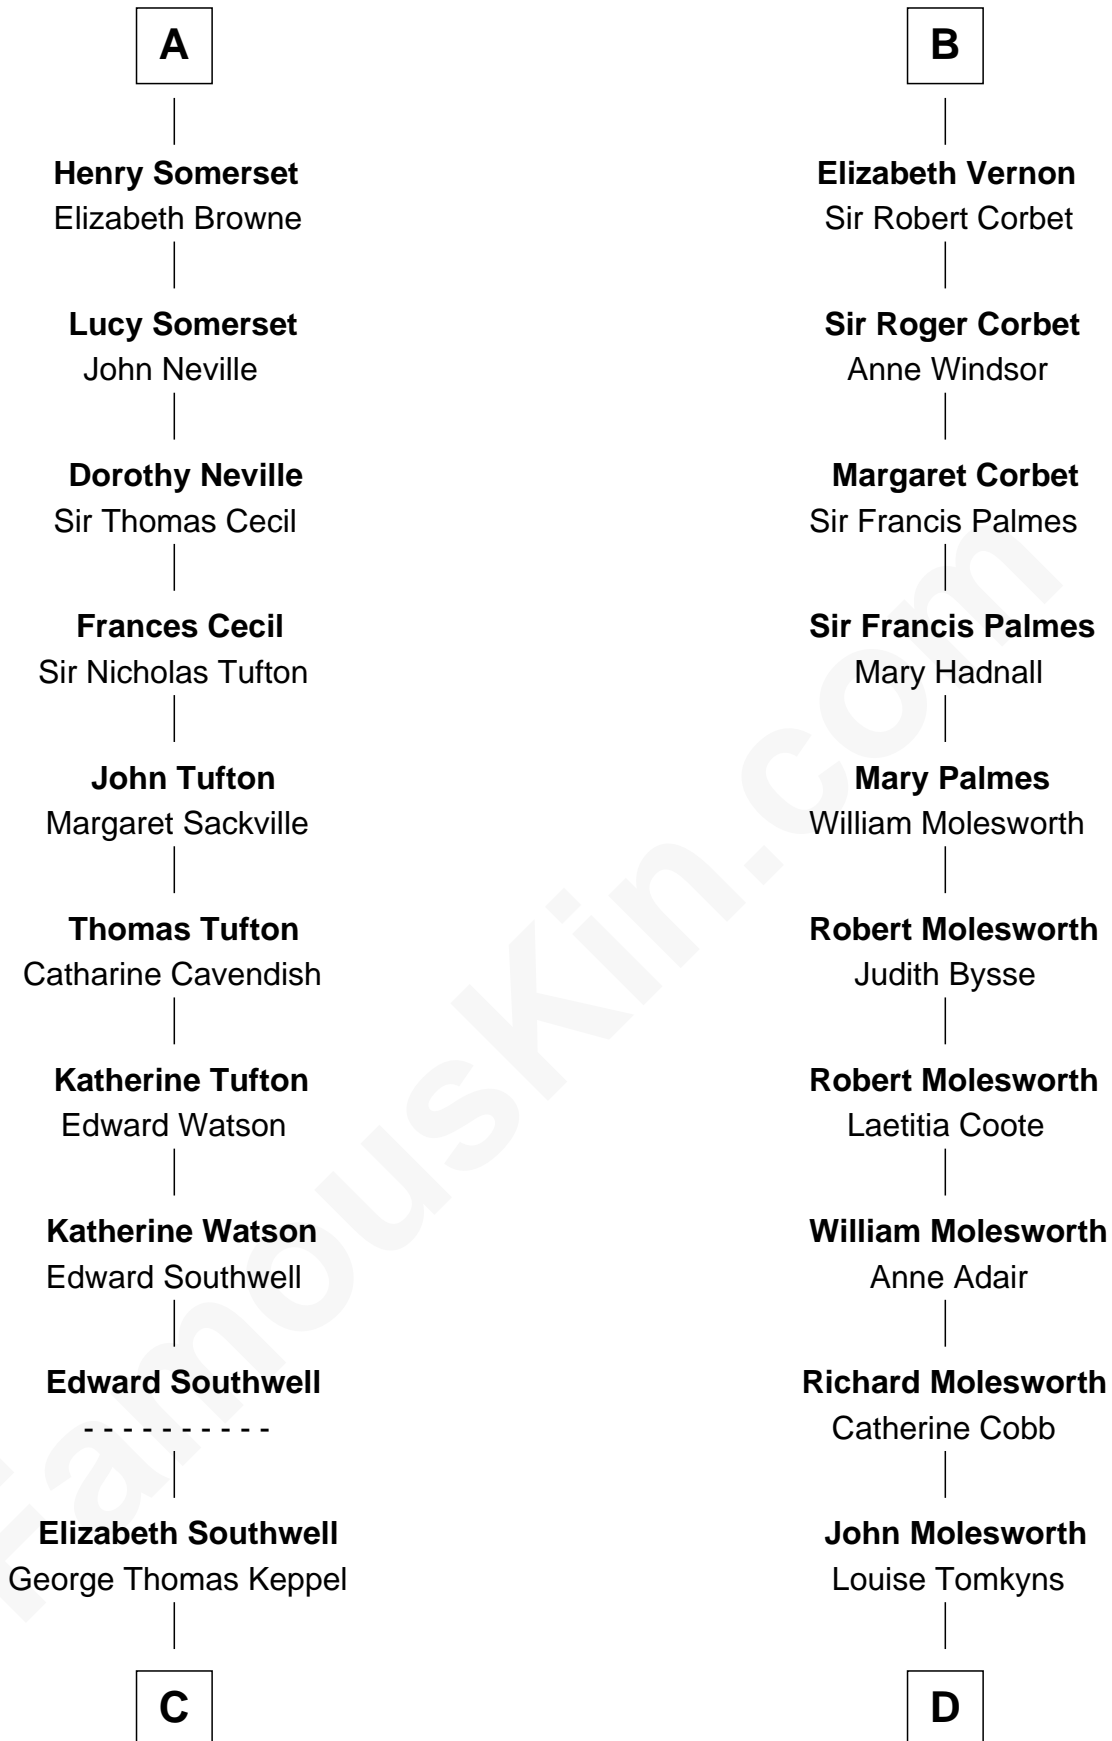 A
Henry Somerset
Elizabeth Browne
Lucy Somerset
John Neville
Dorothy Neville
Sir Thomas Cecil
Frances Cecil
Sir Nicholas Tufton
John Tufton
Margaret Sackville
Thomas Tufton
Catharine Cavendish
Katherine Tufton
Edward Watson
Katherine Watson
Edward Southwell
Edward Southwell
- - - - - - - - - -
Elizabeth Southwell
George Thomas Keppel
C
B
Elizabeth Vernon
Sir Robert Corbet
Sir Roger Corbet
Anne Windsor
Margaret Corbet
Sir Francis Palmes
Sir Francis Palmes
Mary Hadnall
Mary Palmes
William Molesworth
Robert Molesworth
Judith Bysse
Robert Molesworth
Laetitia Coote
William Molesworth
Anne Adair
Richard Molesworth
Catherine Cobb
John Molesworth
Louise Tomkyns
D
FamousKin.com